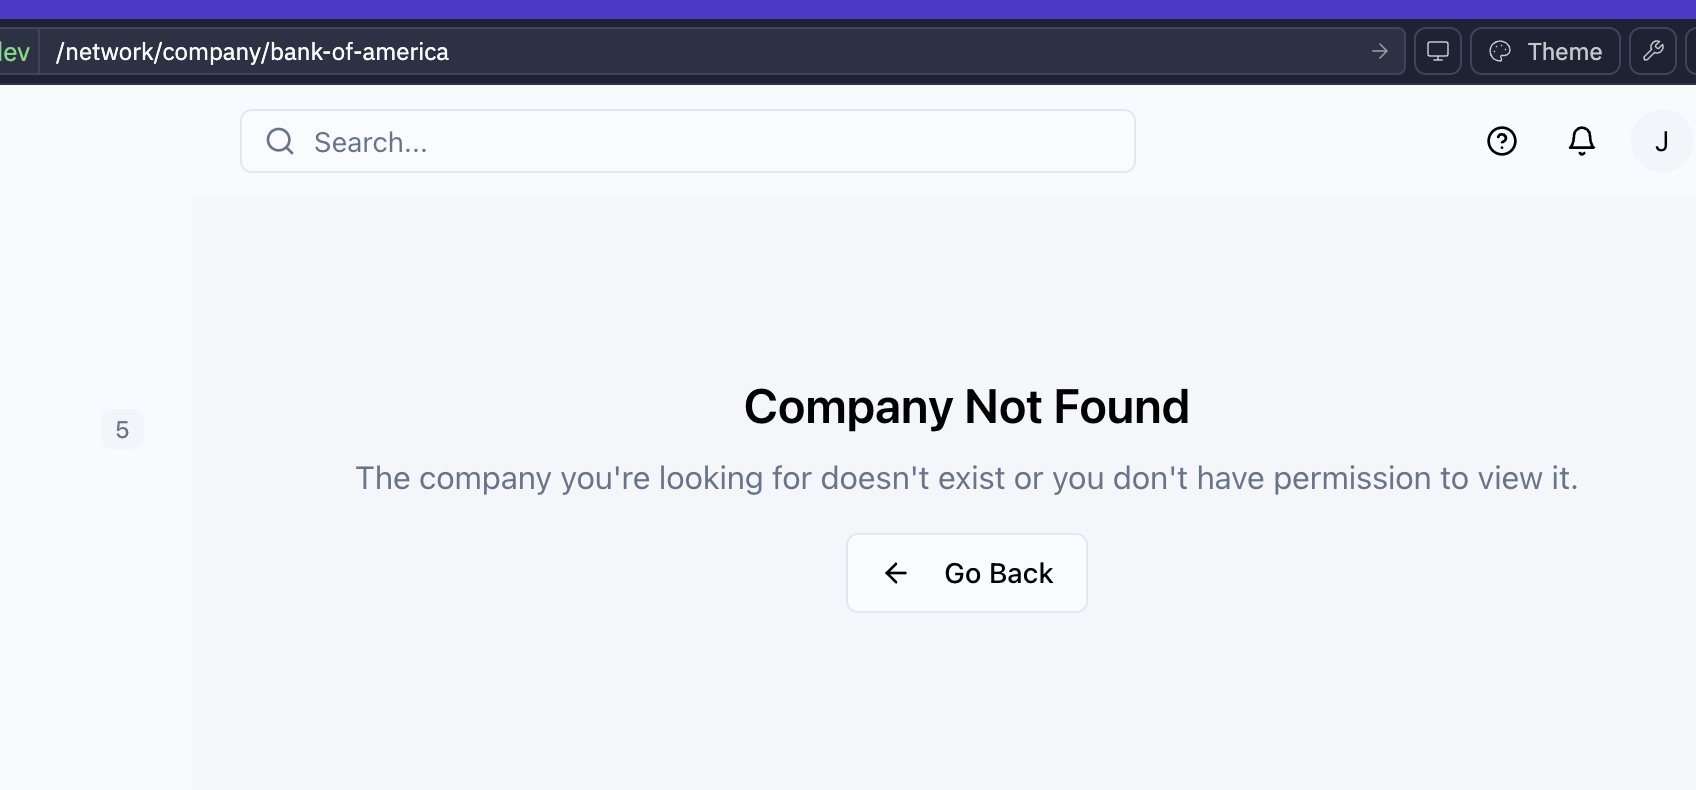 /network/company/bank-of-america
Theme
Search...
J
5
Company Not Found
The company you're looking for doesn't exist or you don't have permission to view it.
Go Back